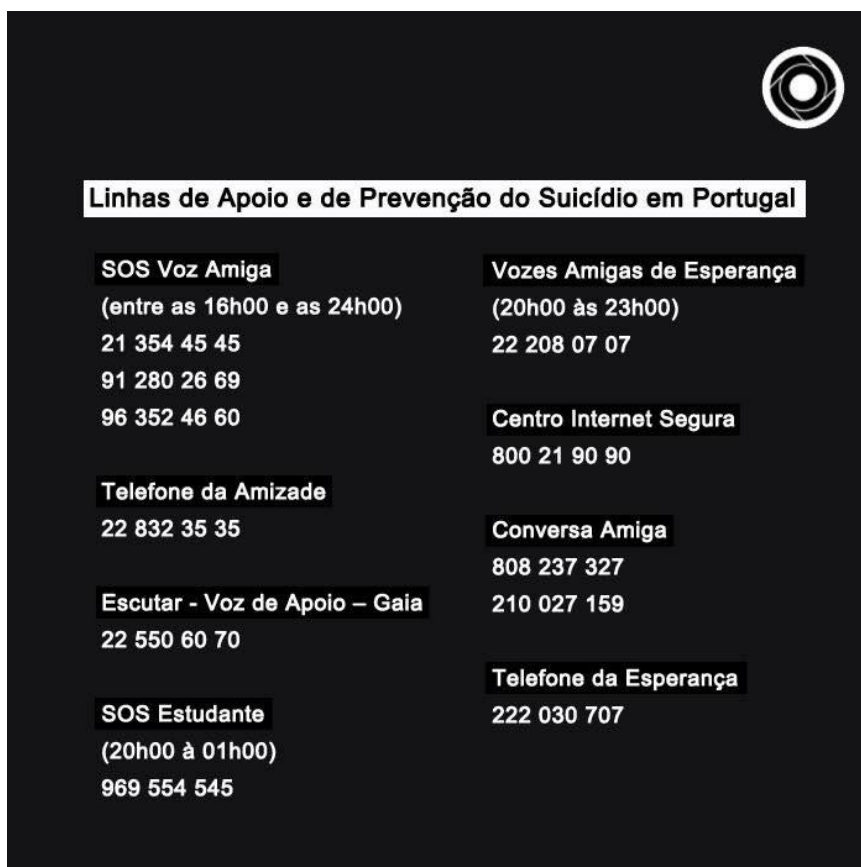 Linhas de Apoio e de Prevenção do Suicídio em Portugal
SOS Voz Amiga
(entre as 16h00 e as 24h00)
21 354 45 45
91 280 26 69
96 352 46 60
Telefone da Amizade
22 832 35 35
Escutar - Voz de Apoio – Gaia
22 550 60 70
SOS Estudante
(20h00 à 01h00)
969 554 545
Vozes Amigas de Esperança
(20h00 às 23h00)
22 208 07 07
Centro Internet Segura
800 21 90 90
Conversa Amiga
808 237 327
210 027 159
Telefone da Esperança
222 030 707